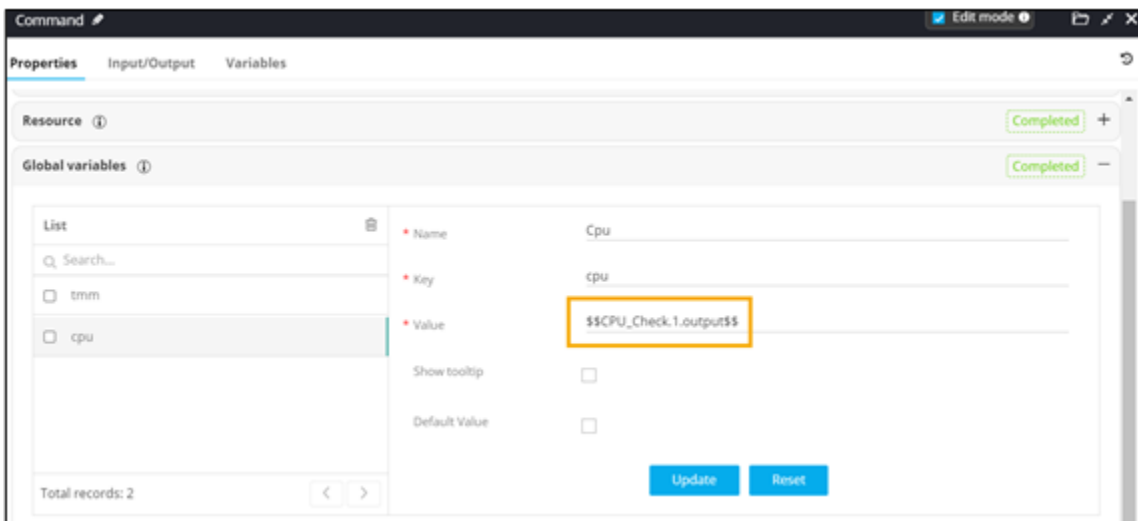 Command
Edit mode
Properties Input/Output Variables
Resource
Completed
Global variables
Completed
List
Search...
tmm
cpu
Total records: 2
* Name Cpu
* Key cpu
* Value $$CPU_Check.1.output$$
Show tooltip
Default Value
Update Reset